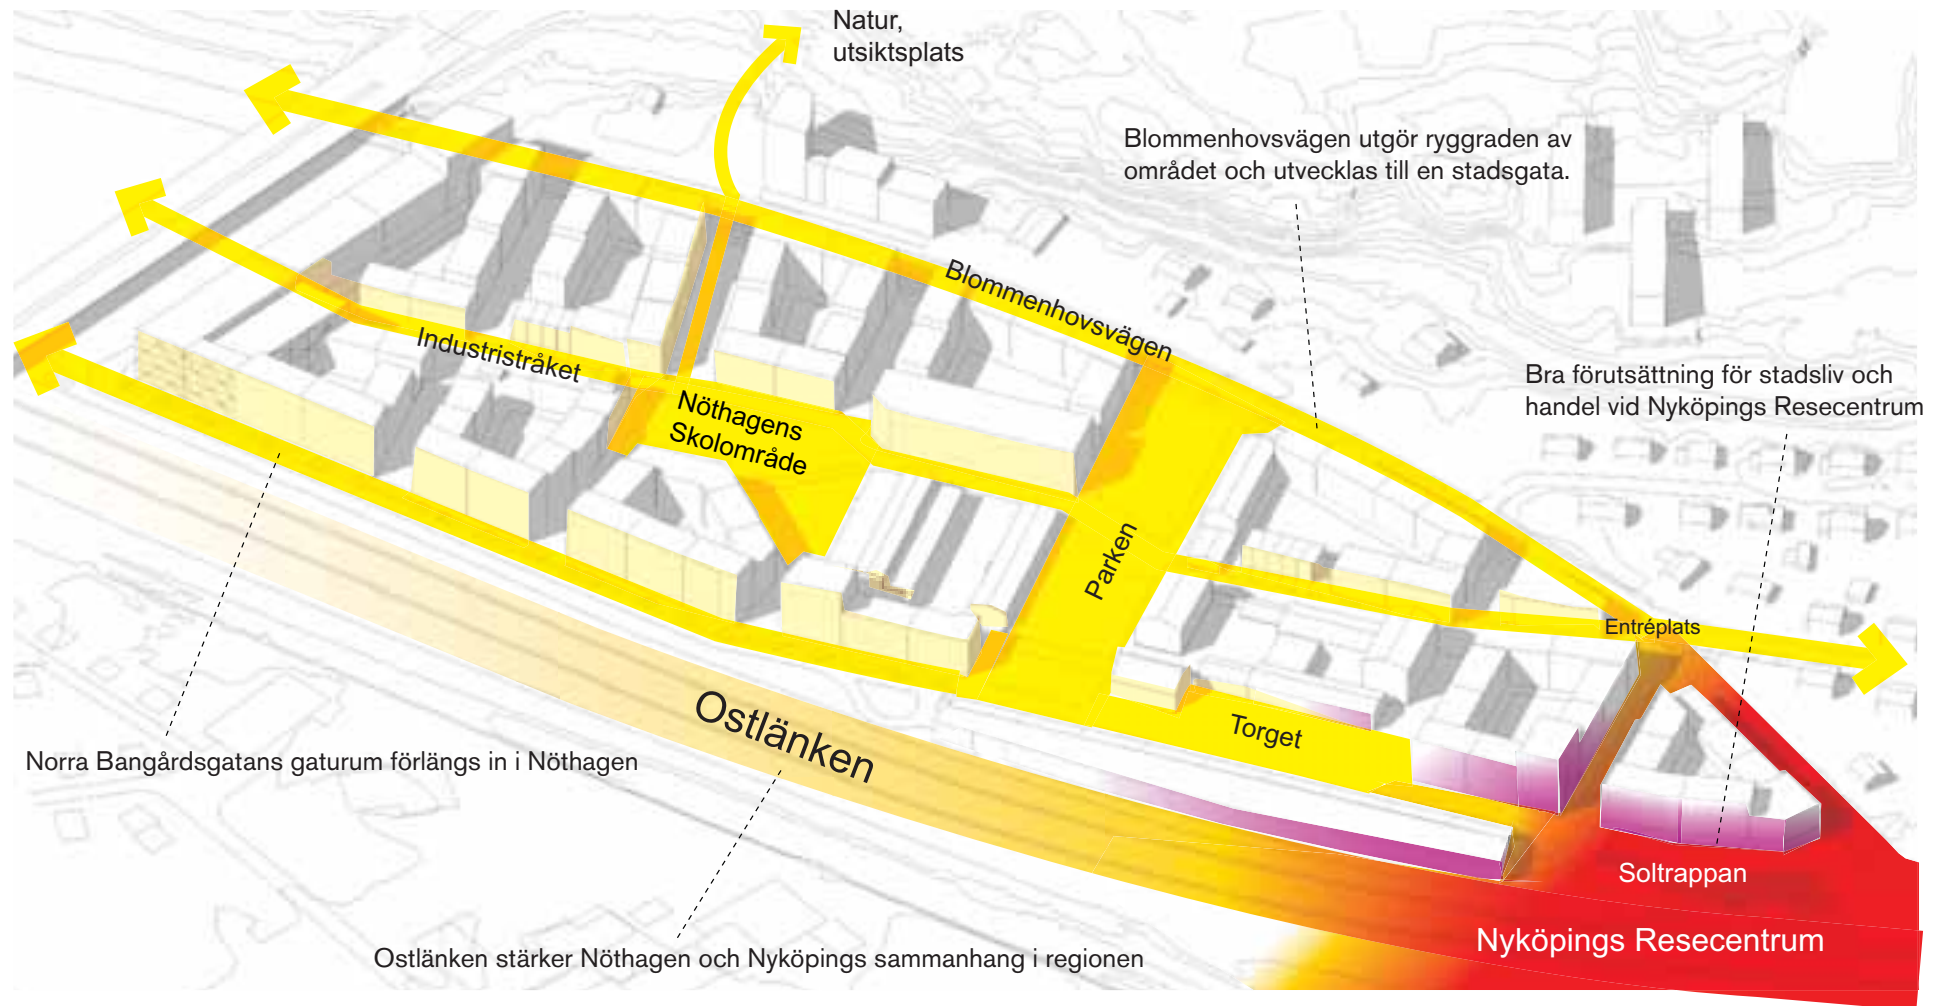 Natur,
utsiktsplats
Blommenhovsvägen utgör ryggraden av
området och utvecklas till en stadsgata.
Blommenhovsvägen
Industristråket
Bra förutsättning för stadsliv och
handel vid Nyköpings Resecentrum
Nöthagens
Skolområde
Parken
Entréplats
Ostlänken
Torget
Norra Bangårdsgatans gaturum förlängs in i Nöthagen
Soltrappan
Nyköpings Resecentrum
Ostlänken stärker Nöthagen och Nyköpings sammanhang i regionen